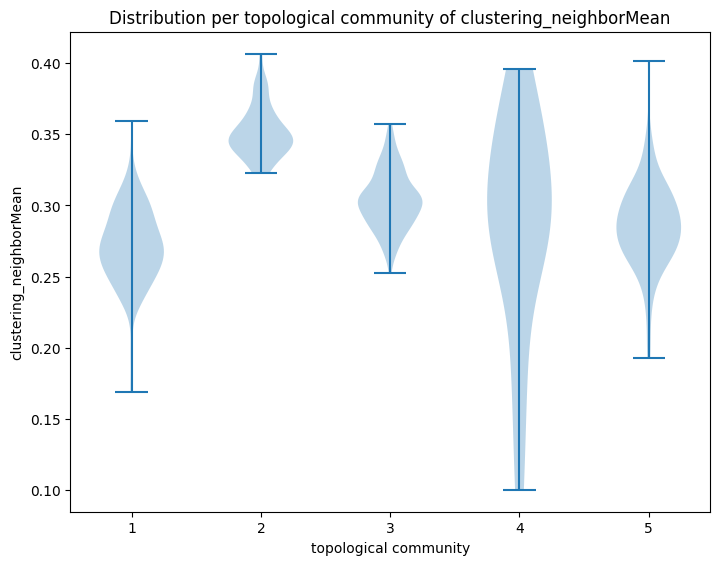 Distribution per topological community of clustering_neighborMean
clustering_neighborMean
0.40
0.35
0.30
0.25
0.20
0.15
0.10
1 2 3 4 5
topological community